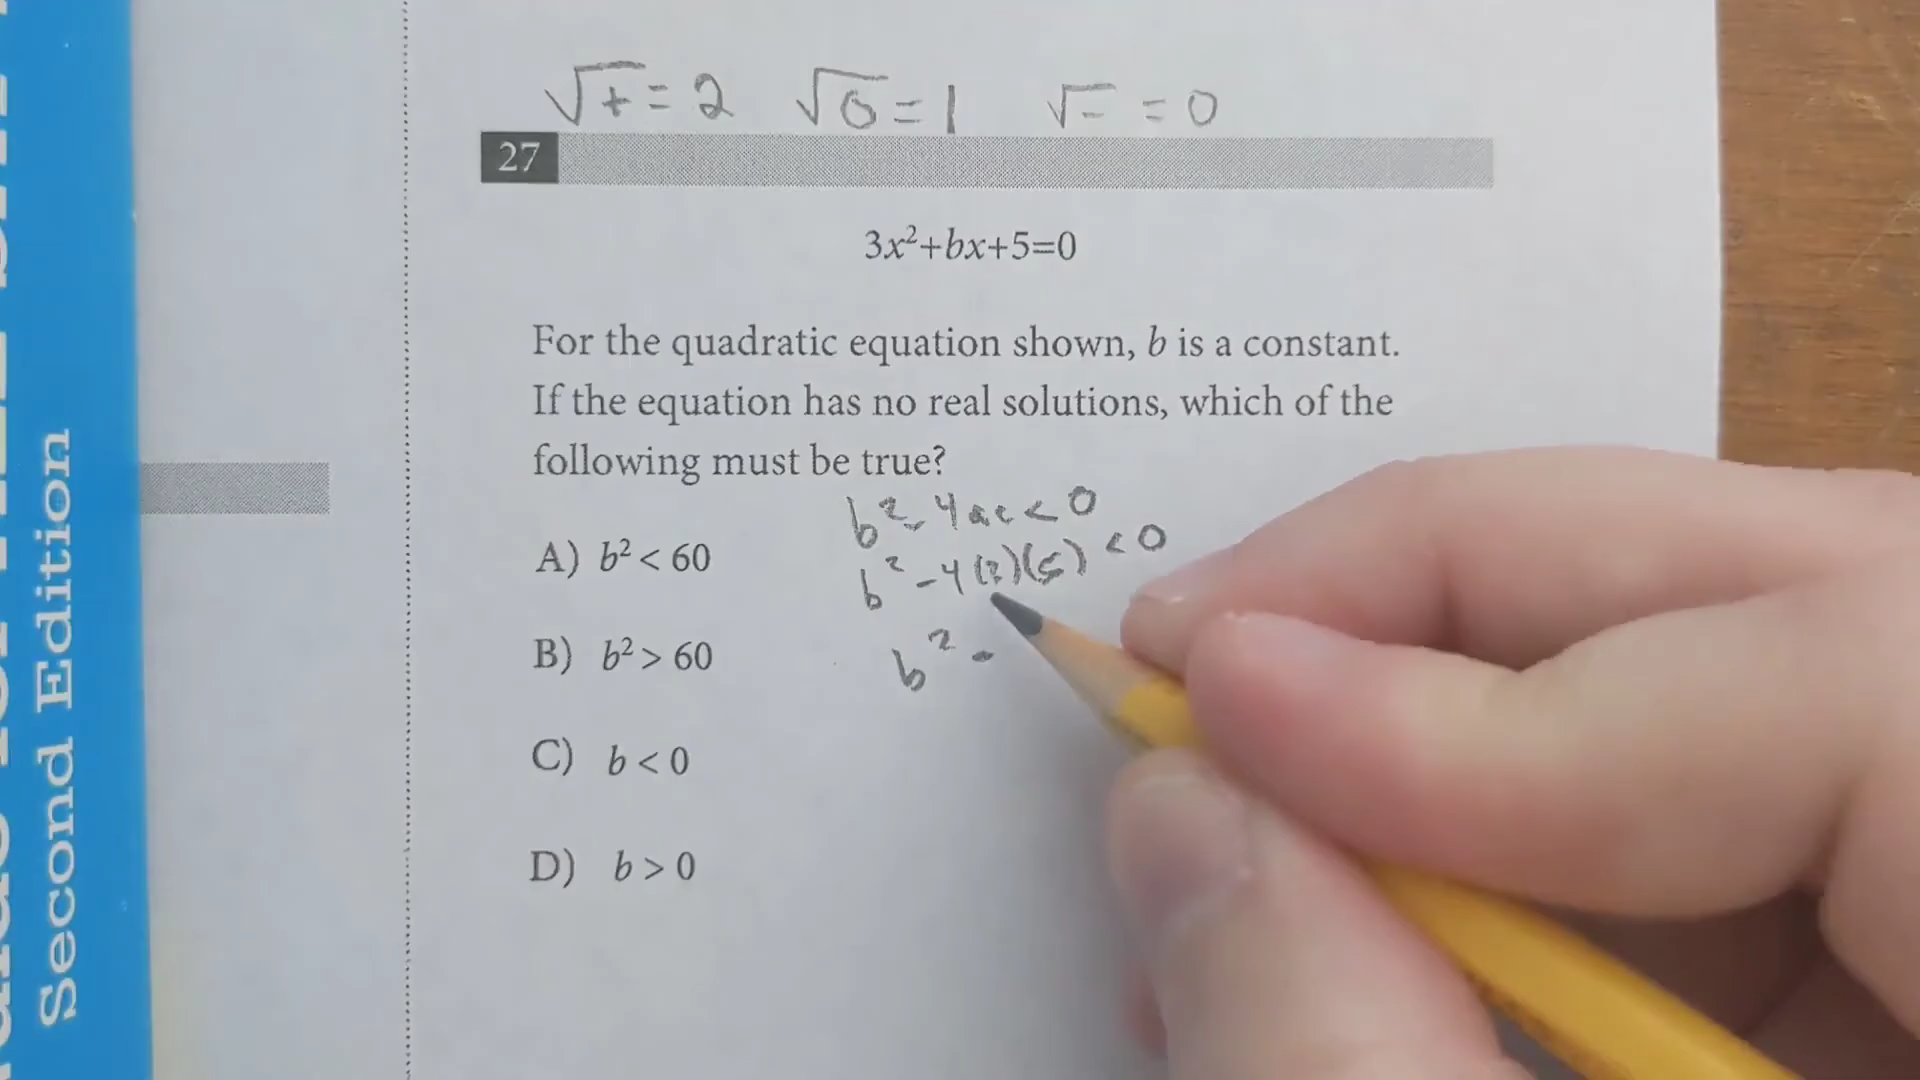 √+ = 2 √0 = 1 √- = 0
27
3x²+bx+5=0
For the quadratic equation shown, b is a constant.
If the equation has no real solutions, which of the
following must be true?
b² - 4ac < 0
b² - 4(3)(5) < 0
b² -
A) b² < 60
B) b² > 60
C) b < 0
D) b > 0
Second Edition